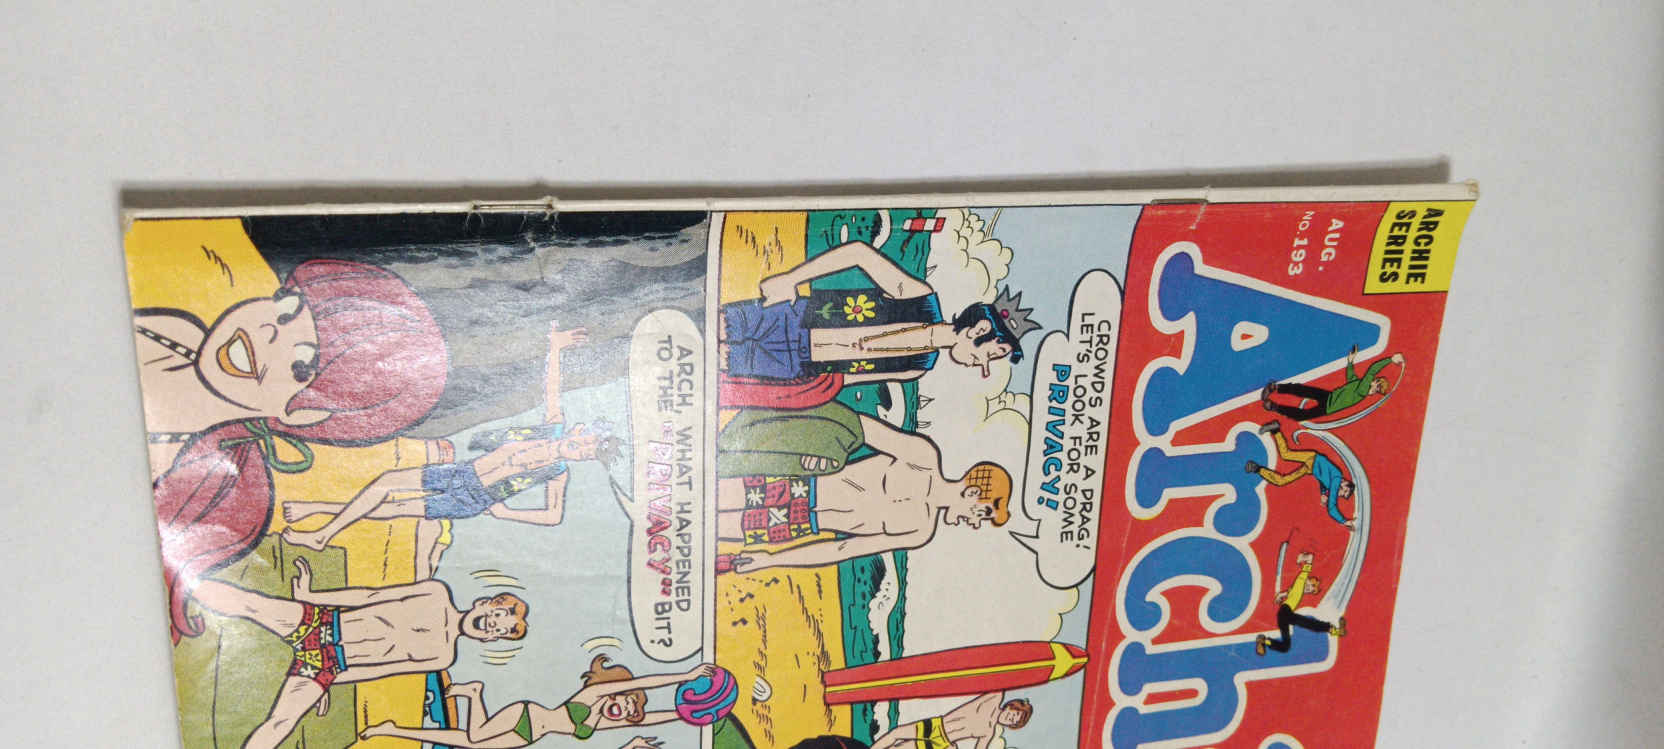 ARCHIE
SERIES
AUG.
NO.193
Archi
CROWDS ARE A DRAG!
LET'S LOOK FOR SOME
PRIVACY!
ARCH, WHAT HAPPENED
TO THE "PRIVACY" BIT?